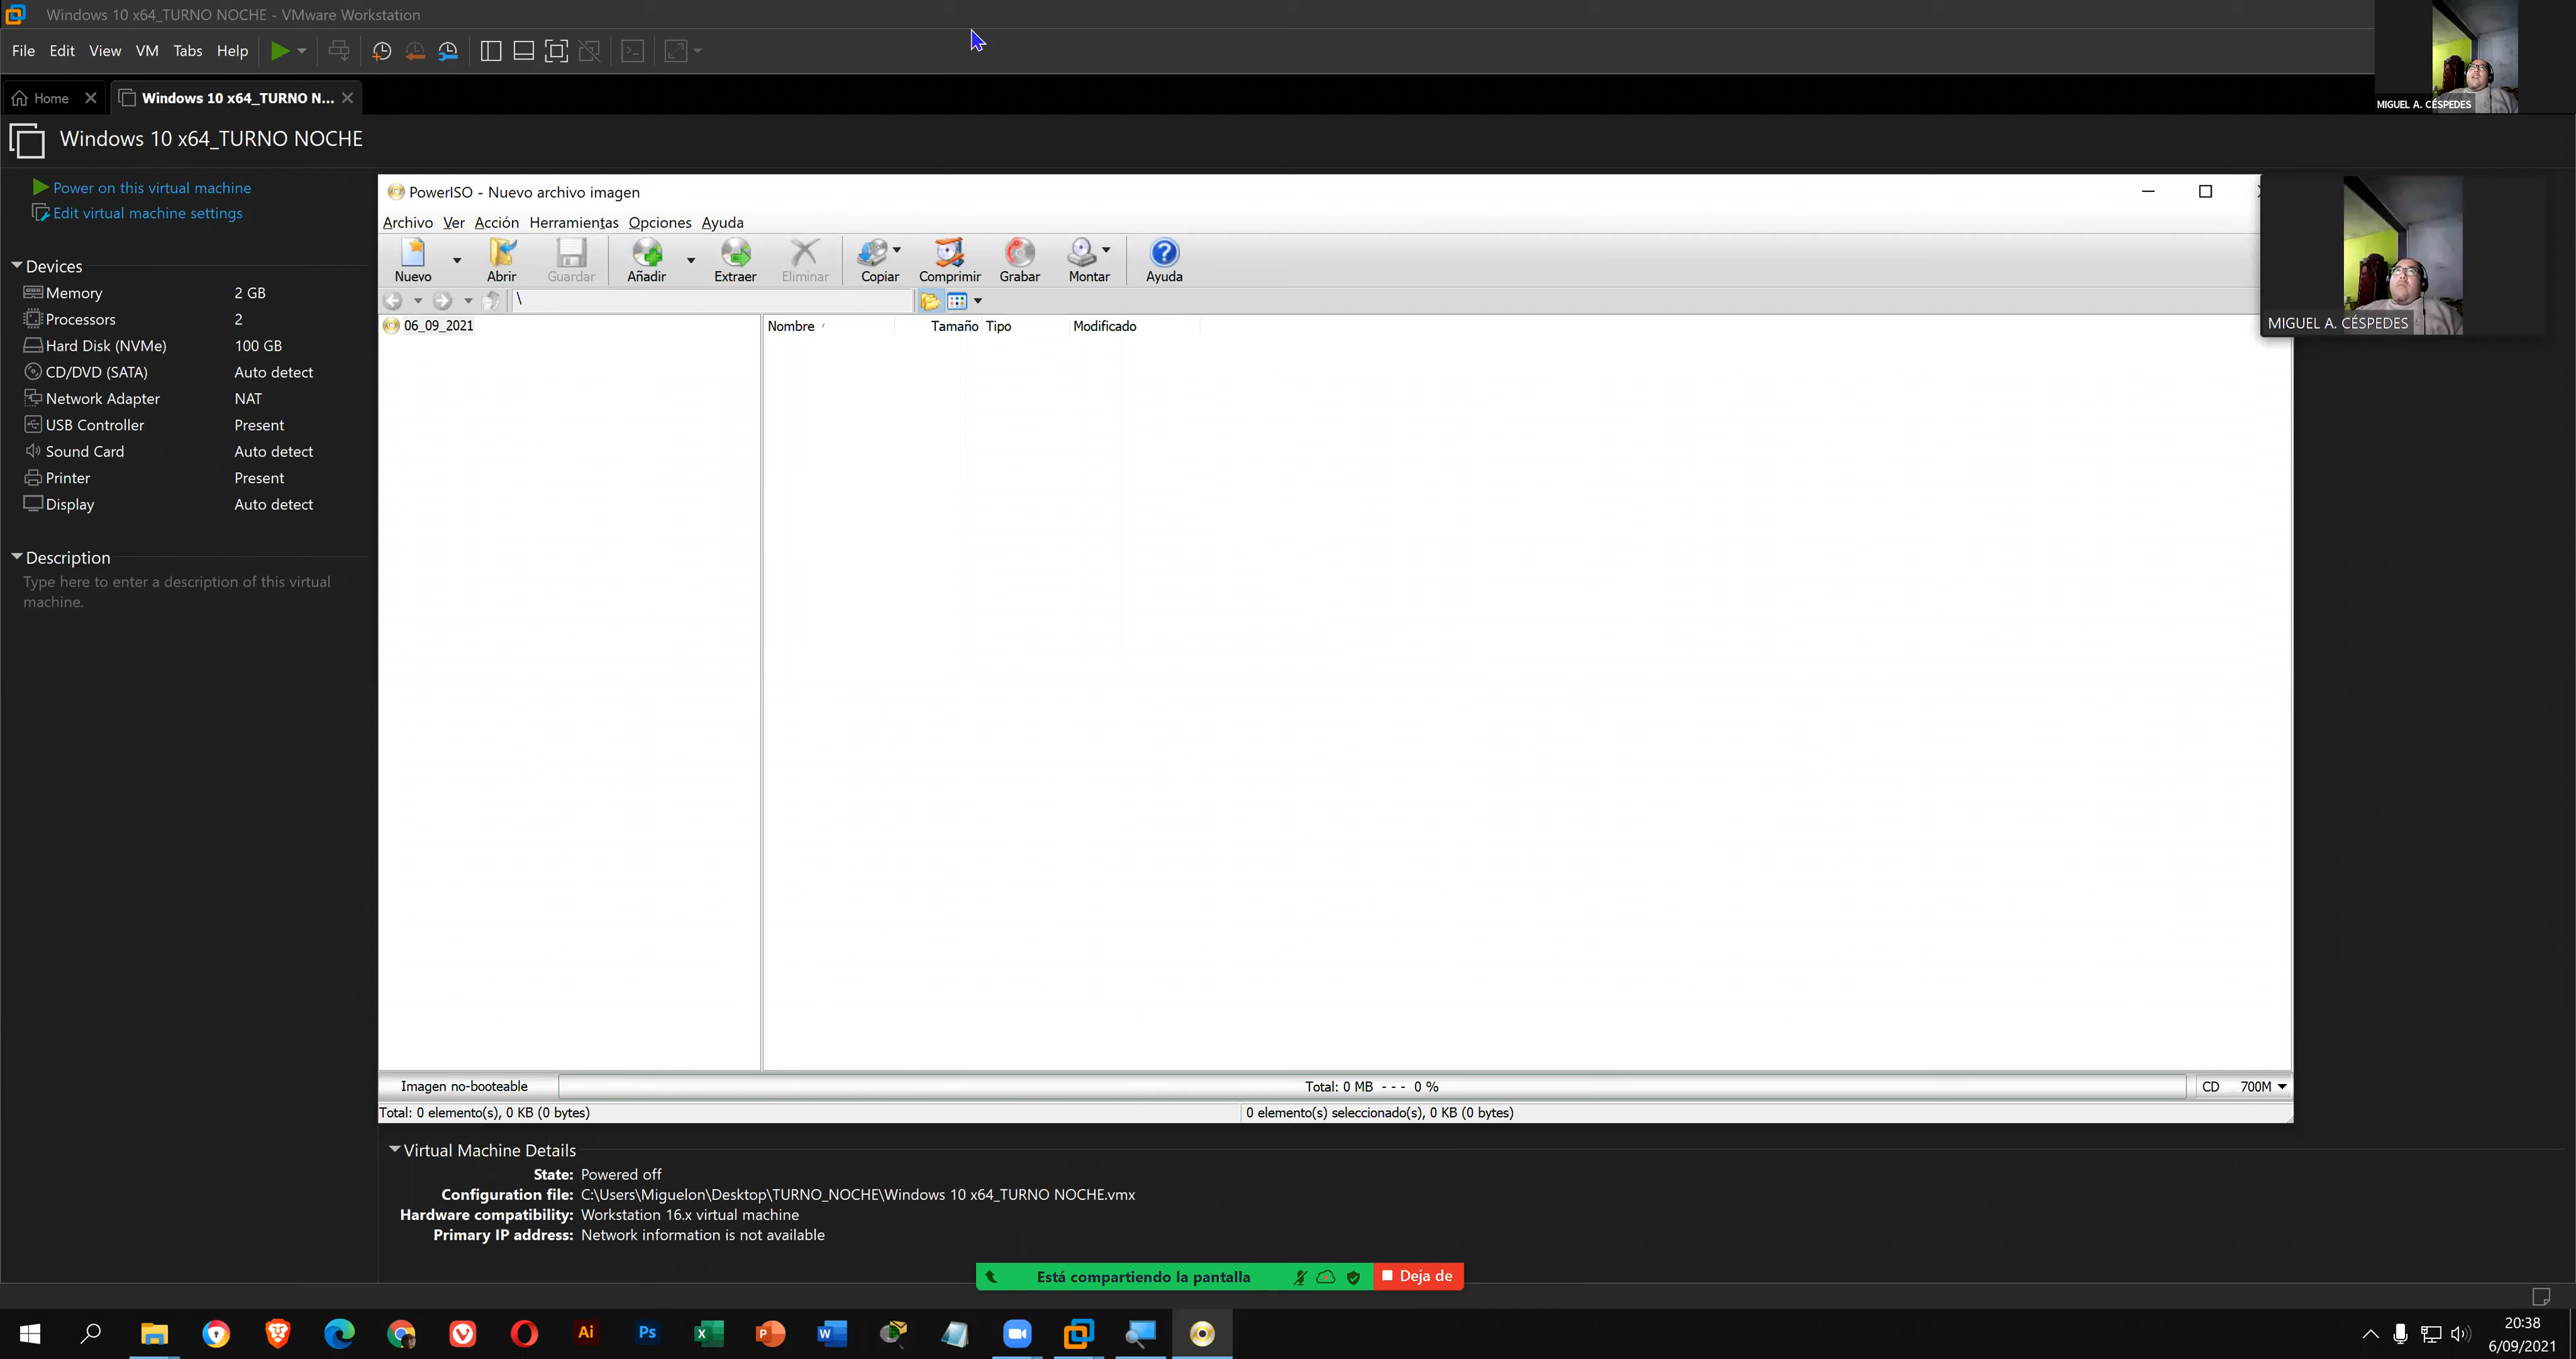 Windows 10 x64_TURNO NOCHE - VMware Workstation
File Edit View VM Tabs Help
MIGUEL A. CÉSPEDES
Home
Windows 10 x64_TURNO N...
Windows 10 x64_TURNO NOCHE
Power on this virtual machine
Edit virtual machine settings
Devices
Memory 2 GB
Processors 2
Hard Disk (NVMe) 100 GB
CD/DVD (SATA) Auto detect
Network Adapter NAT
USB Controller Present
Sound Card Auto detect
Printer Present
Display Auto detect
Description
Type here to enter a description of this virtual
machine.
PowerISO - Nuevo archivo imagen
Archivo Ver Acción Herramientas Opciones Ayuda
Nuevo Abrir Guardar Añadir Extraer Eliminar Copiar Comprimir Grabar Montar Ayuda
\
06_09_2021
Nombre Tamaño Tipo Modificado
MIGUEL A. CÉSPEDES
Imagen no-booteable
Total: 0 MB --- 0 %
CD 700M
Total: 0 elemento(s), 0 KB (0 bytes)
0 elemento(s) seleccionado(s), 0 KB (0 bytes)
Virtual Machine Details
State: Powered off
Configuration file: C:\Users\Miguelon\Desktop\TURNO_NOCHE\Windows 10 x64_TURNO NOCHE.vmx
Hardware compatibility: Workstation 16.x virtual machine
Primary IP address: Network information is not available
Está compartiendo la pantalla
Deja de
Ai
Ps
20:38
6/09/2021